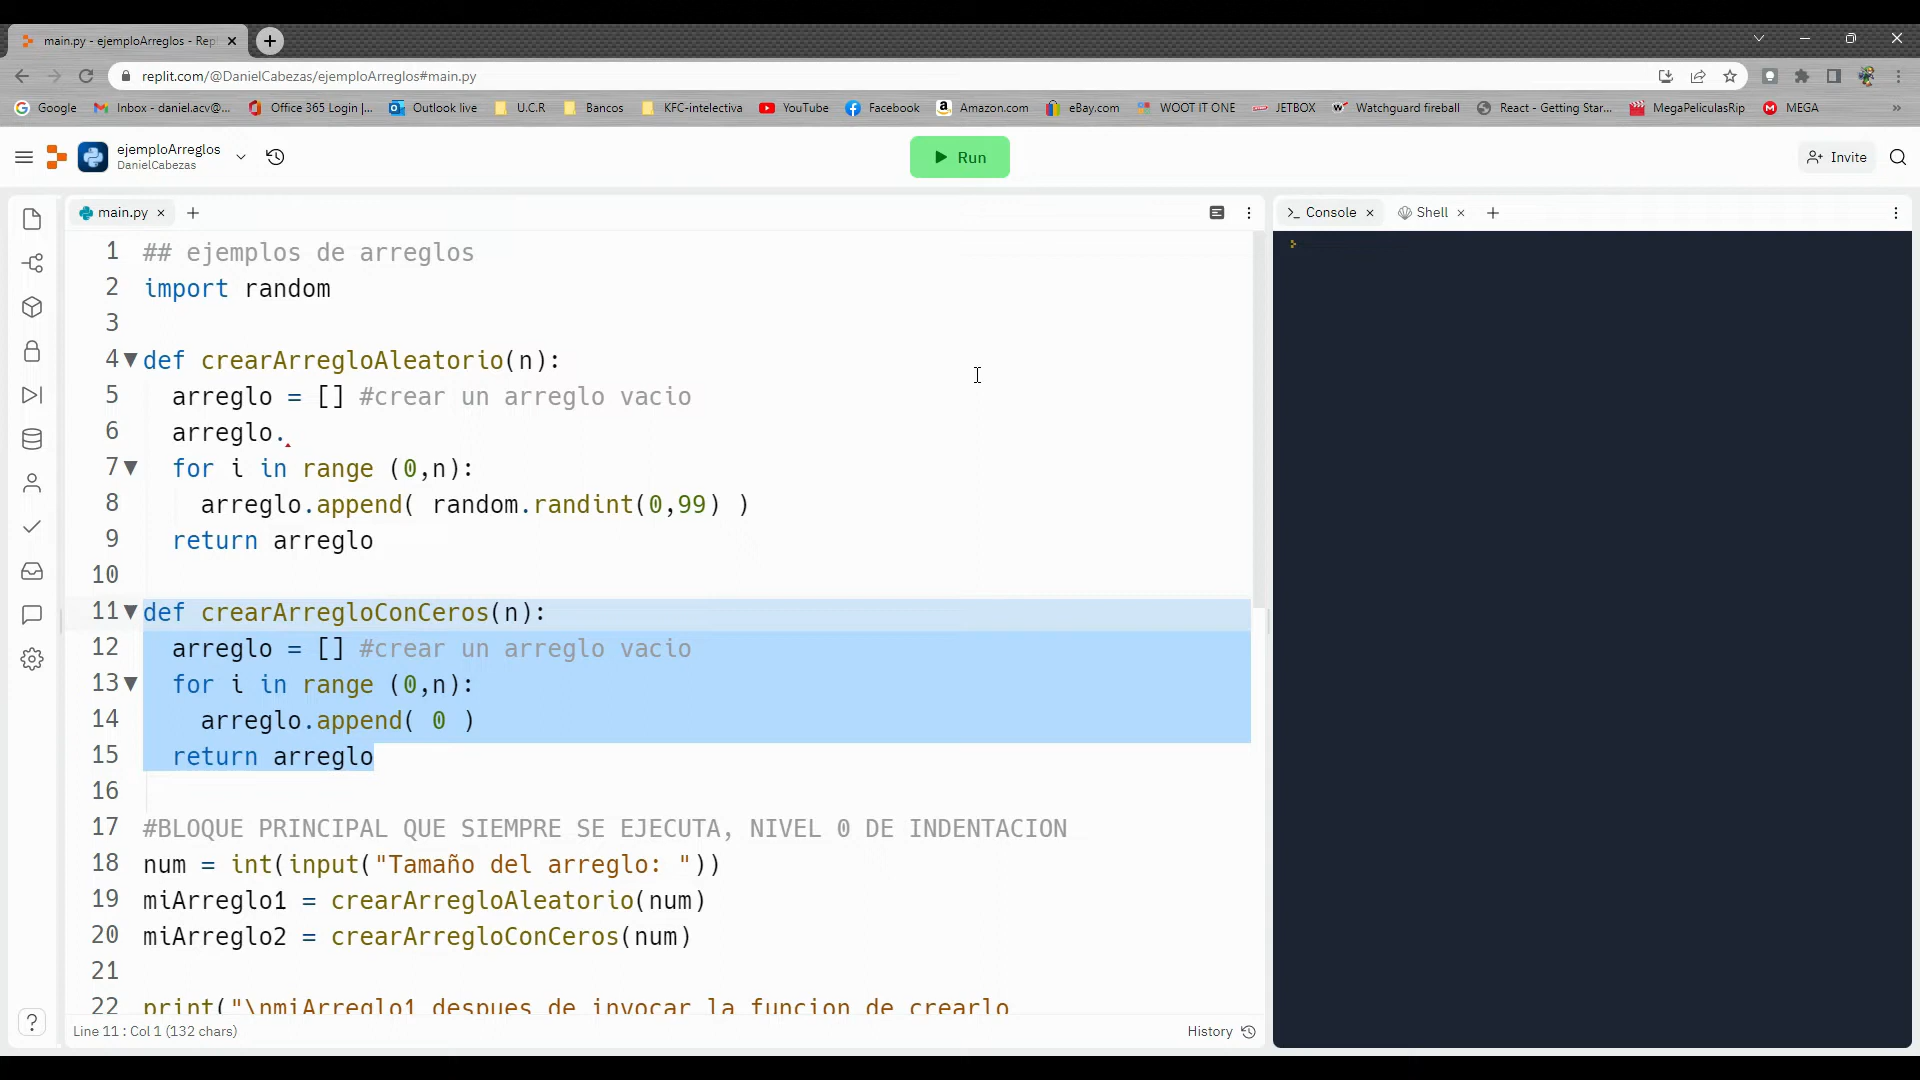 main.py - ejemploArreglos - Rep
replit.com/@DanielCabezas/ejemploArreglos#main.py
Google Inbox - daniel.acv@... Office 365 Login |... Outlook live U.C.R Bancos KFC-intelectiva YouTube Facebook Amazon.com eBay.com WOOT IT ONE JETBOX Watchguard fireball React - Getting Star... MegaPeliculasRip MEGA »
ejemploArreglos
DanielCabezas
Run
Invite
main.py
Console
Shell
1 ## ejemplos de arreglos
2 import random
3
4 def crearArregloAleatorio(n):
5 arreglo = [] #crear un arreglo vacio
6 arreglo.
7 for i in range (0,n):
8 arreglo.append( random.randint(0,99) )
9 return arreglo
10
11 def crearArregloConCeros(n):
12 arreglo = [] #crear un arreglo vacio
13 for i in range (0,n):
14 arreglo.append( 0 )
15 return arreglo
16
17 #BLOQUE PRINCIPAL QUE SIEMPRE SE EJECUTA, NIVEL 0 DE INDENTACION
18 num = int(input("Tamaño del arreglo: "))
19 miArreglo1 = crearArregloAleatorio(num)
20 miArreglo2 = crearArregloConCeros(num)
21
22 print("\nmiArreglo1 despues de invocar la funcion de crearlo
Line 11 : Col 1 (132 chars)
History